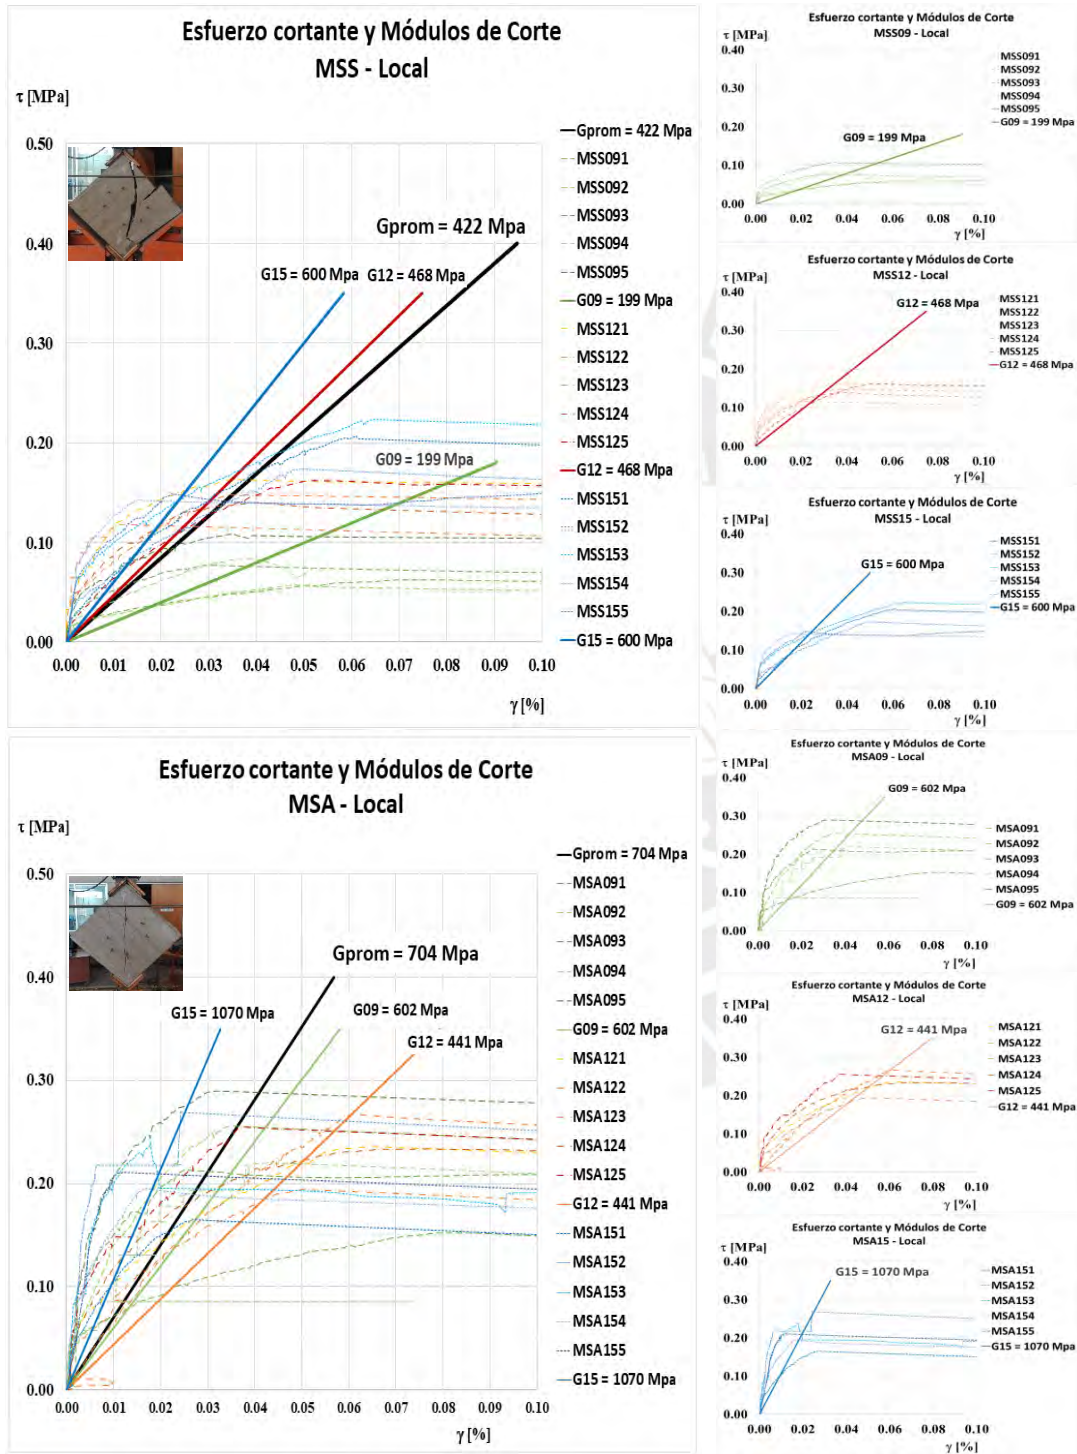 Esfuerzo cortante y Módulos de Corte
MSS - Local
τ [MPa]
0.50
0.40
0.30
0.20
0.10
0.00
0.00 0.01 0.02 0.03 0.04 0.05 0.06 0.07 0.08 0.09 0.10
γ [%]
Gprom = 422 Mpa
G15 = 600 Mpa
G12 = 468 Mpa
G09 = 199 Mpa
Gprom = 422 Mpa
MSS091
MSS092
MSS093
MSS094
MSS095
G09 = 199 Mpa
MSS121
MSS122
MSS123
MSS124
MSS125
G12 = 468 Mpa
MSS151
MSS152
MSS153
MSS154
MSS155
G15 = 600 Mpa
Esfuerzo cortante y Módulos de Corte
MSS09 - Local
τ [MPa]
0.40
0.30
0.20
0.10
0.00
0.00 0.02 0.04 0.06 0.08 0.10
γ [%]
G09 = 199 Mpa
MSS091
MSS092
MSS093
MSS094
MSS095
G09 = 199 Mpa
Esfuerzo cortante y Módulos de Corte
MSS12 - Local
τ [MPa]
0.40
0.30
0.20
0.10
0.00
0.00 0.02 0.04 0.06 0.08 0.10
γ [%]
G12 = 468 Mpa
MSS121
MSS122
MSS123
MSS124
MSS125
G12 = 468 Mpa
Esfuerzo cortante y Módulos de Corte
MSS15 - Local
τ [MPa]
0.40
0.30
0.20
0.10
0.00
0.00 0.02 0.04 0.06 0.08 0.10
γ [%]
G15 = 600 Mpa
MSS151
MSS152
MSS153
MSS154
MSS155
G15 = 600 Mpa
Esfuerzo cortante y Módulos de Corte
MSA - Local
τ [MPa]
0.50
0.40
0.30
0.20
0.10
0.00
0.00 0.01 0.02 0.03 0.04 0.05 0.06 0.07 0.08 0.09 0.10
γ [%]
Gprom = 704 Mpa
G15 = 1070 Mpa
G09 = 602 Mpa
G12 = 441 Mpa
Gprom = 704 Mpa
MSA091
MSA092
MSA093
MSA094
MSA095
G09 = 602 Mpa
MSA121
MSA122
MSA123
MSA124
MSA125
G12 = 441 Mpa
MSA151
MSA152
MSA153
MSA154
MSA155
G15 = 1070 Mpa
Esfuerzo cortante y Módulos de Corte
MSA09 - Local
τ [MPa]
0.40
0.30
0.20
0.10
0.00
0.00 0.02 0.04 0.06 0.08 0.10
γ [%]
G09 = 602 Mpa
MSA091
MSA092
MSA093
MSA094
MSA095
G09 = 602 Mpa
Esfuerzo cortante y Módulos de Corte
MSA12 - Local
τ [MPa]
0.40
0.30
0.20
0.10
0.00
0.00 0.02 0.04 0.06 0.08 0.10
γ [%]
G12 = 441 Mpa
MSA121
MSA122
MSA123
MSA124
MSA125
G12 = 441 Mpa
Esfuerzo cortante y Módulos de Corte
MSA15 - Local
τ [MPa]
0.40
0.30
0.20
0.10
0.00
0.00 0.02 0.04 0.06 0.08 0.10
γ [%]
G15 = 1070 Mpa
MSA151
MSA152
MSA153
MSA154
MSA155
G15 = 1070 Mpa